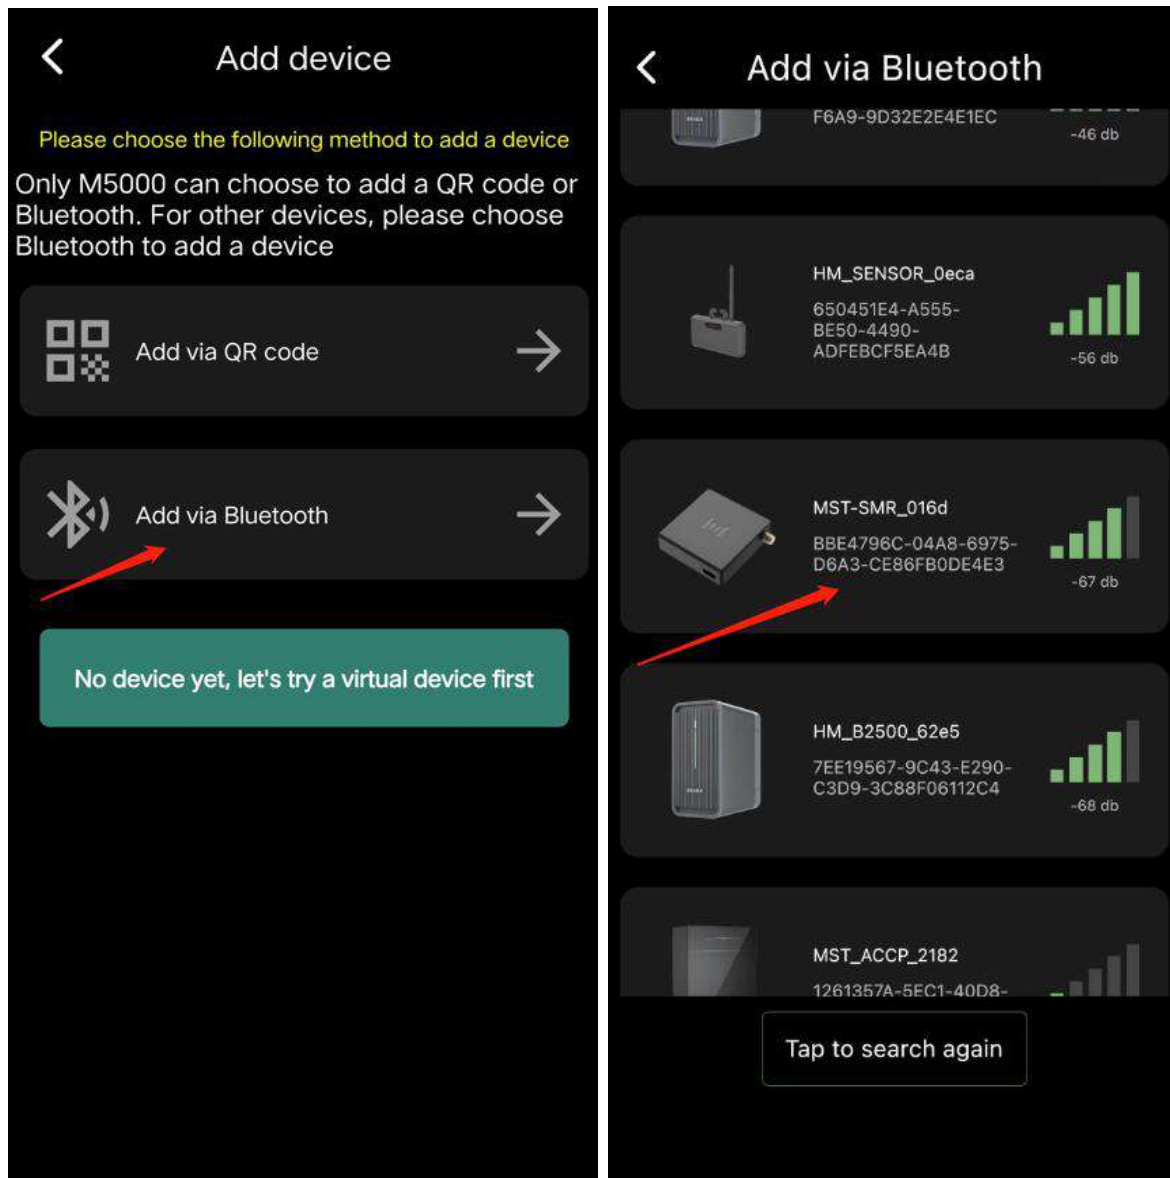 Add device
Please choose the following method to add a device
Only M5000 can choose to add a QR code or
Bluetooth. For other devices, please choose
Bluetooth to add a device
Add via QR code
Add via Bluetooth
No device yet, let's try a virtual device first
Add via Bluetooth
F6A9-9D32E2E4E1EC
-46 db
HM_SENSOR_0eca
650451E4-A555-
BE50-4490-
ADFEBCF5EA4B
-56 db
MST-SMR_016d
BBE4796C-04A8-6975-
D6A3-CE86FB0DE4E3
-67 db
HM_B2500_62e5
7EE19567-9C43-E290-
C3D9-3C88F06112C4
-68 db
MST_ACCP_2182
1261357A-5EC1-40D8-
Tap to search again